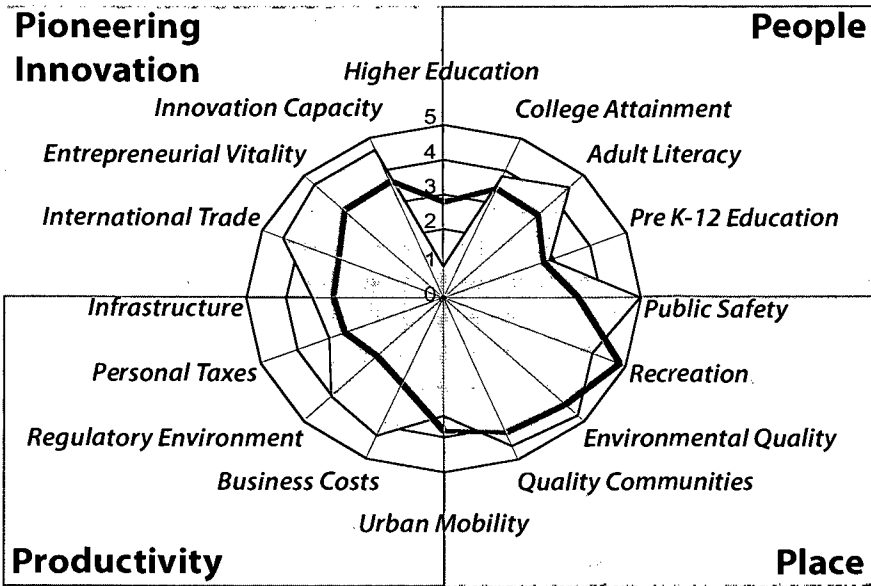 Pioneering
Innovation
People
Higher Education
Innovation Capacity
College Attainment
Entrepreneurial Vitality
Adult Literacy
International Trade
Pre K-12 Education
5
4
3
2
1
0
Infrastructure
Public Safety
Personal Taxes
Recreation
Regulatory Environment
Environmental Quality
Business Costs
Quality Communities
Urban Mobility
Productivity
Place